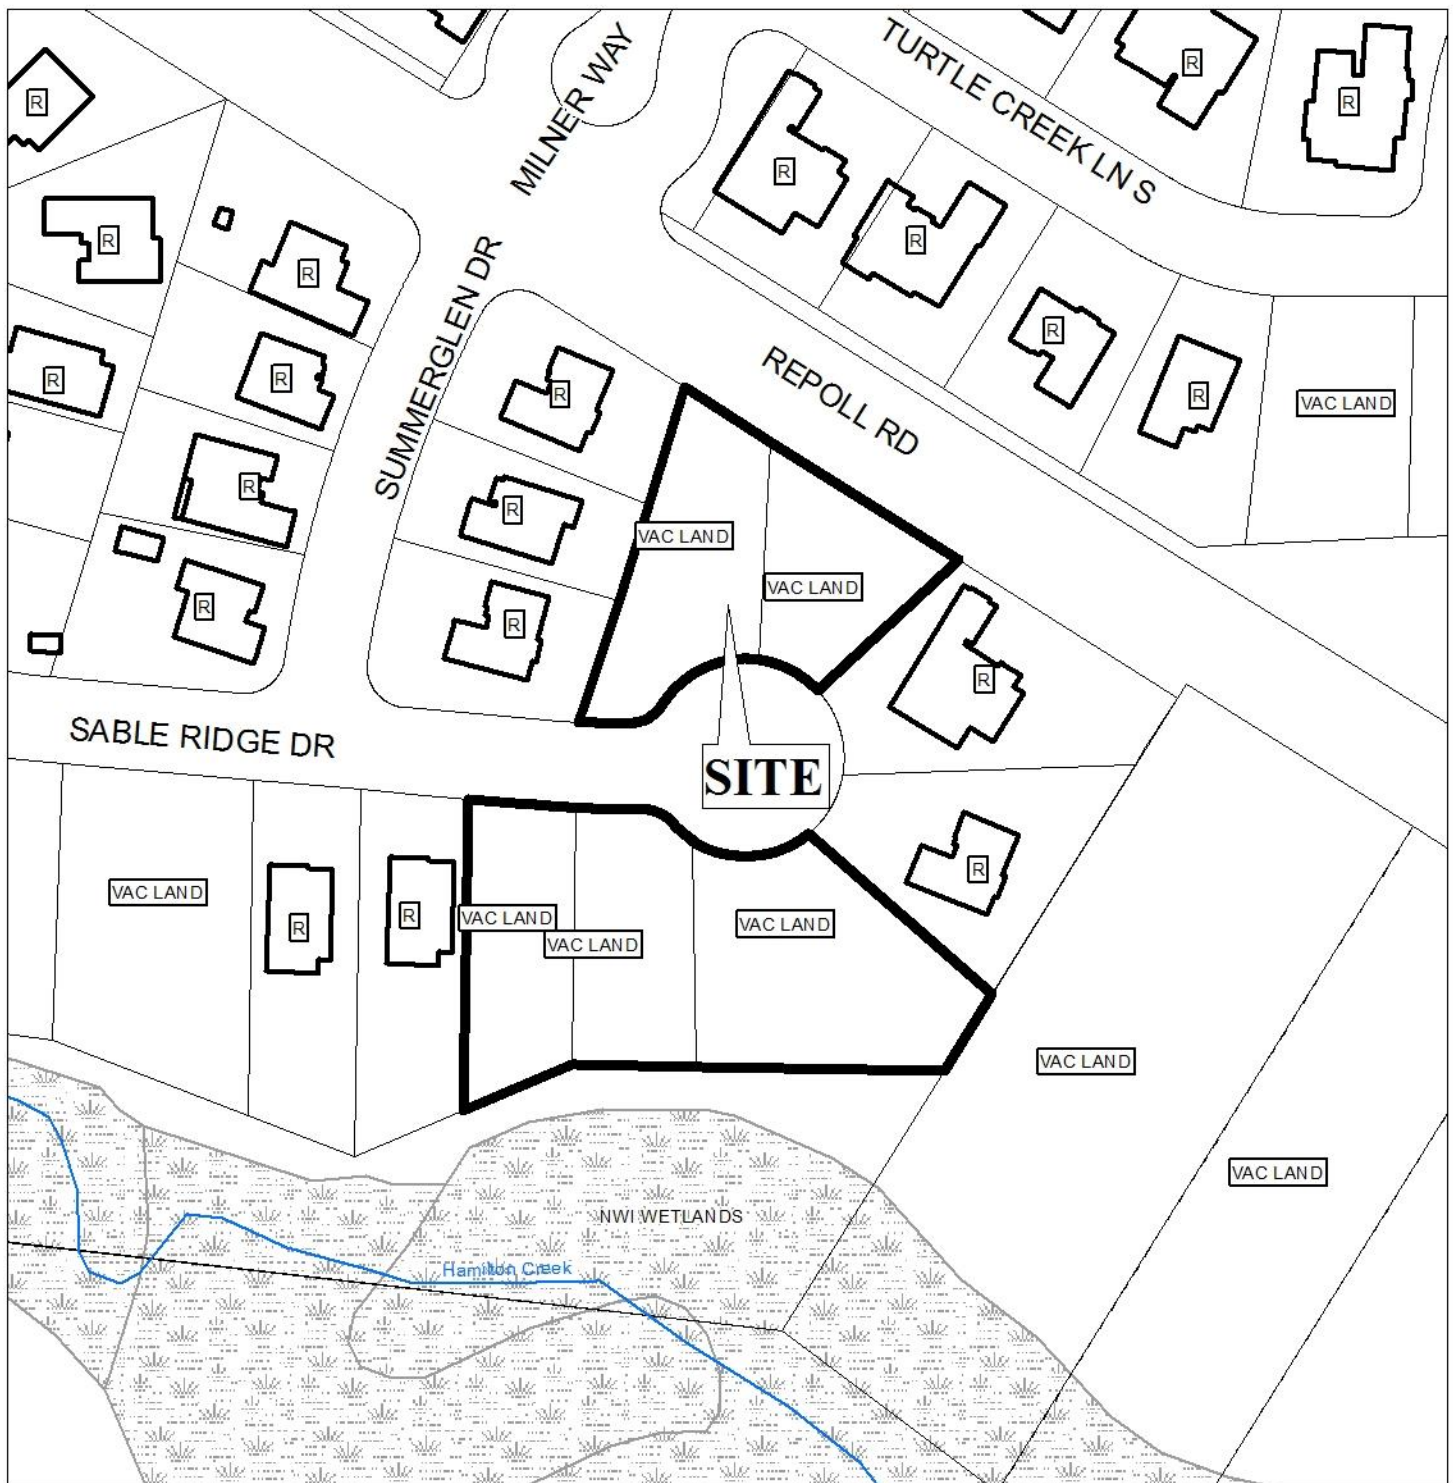 TURTLE CREEK LN S
MILNER WAY
R
R
R
R
R
R
R
SUMMERGLEN DR
R
R
REPOLL RD
R
R
R
R
VAC LAND
R
R
R
VAC LAND
VAC LAND
R
R
R
SABLE RIDGE DR
SITE
R
VAC LAND
R
R
VAC LAND
VAC LAND
VAC LAND
VAC LAND
VAC LAND
NWI WETLANDS
Hamilton Creek